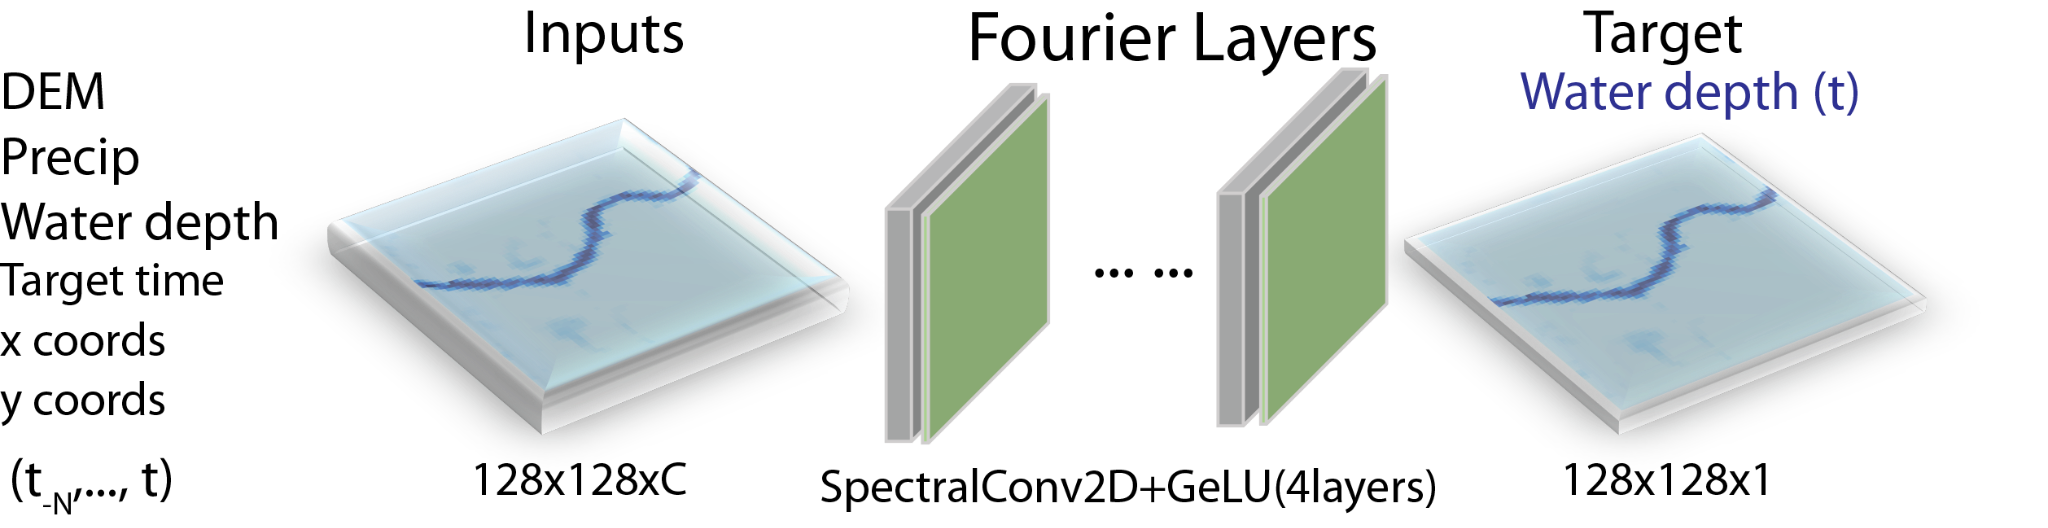 Inputs
DEM
Precip
Water depth
Target time
x coords
y coords
(t-N,..., t)
128x128xC
Fourier Layers
... ...
SpectralConv2D+GeLU(4layers)
Target
Water depth (t)
128x128x1